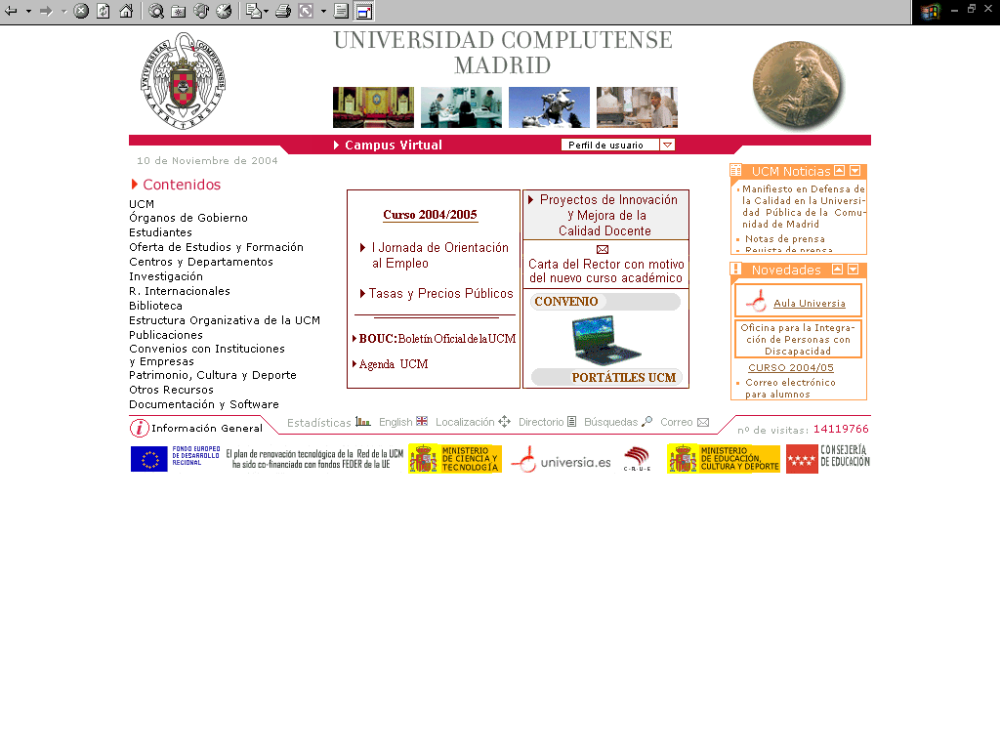 UNIVERSIDAD COMPLUTENSE
MADRID
Campus Virtual
Perfil de usuario
10 de Noviembre de 2004
Contenidos
UCM
Órganos de Gobierno
Estudiantes
Oferta de Estudios y Formación
Centros y Departamentos
Investigación
R. Internacionales
Biblioteca
Estructura Organizativa de la UCM
Publicaciones
Convenios con Instituciones
y Empresas
Patrimonio, Cultura y Deporte
Otros Recursos
Documentación y Software
Curso 2004/2005
I Jornada de Orientación
al Empleo
Tasas y Precios Públicos
BOUC: Boletín Oficial de la UCM
Agenda UCM
Proyectos de Innovación
y Mejora de la
Calidad Docente
Carta del Rector con motivo
del nuevo curso académico
CONVENIO
PORTÁTILES UCM
UCM Noticias
Manifiesto en Defensa de
la Calidad en la Universi-
dad Pública de la Comu-
nidad de Madrid
Notas de prensa
Revista de prensa
Novedades
Aula Universia
Oficina para la Integra-
ción de Personas con
Discapacidad
CURSO 2004/05
Correo electrónico
para alumnos
Información General
Estadísticas English Localización Directorio Búsquedas Correo
nº de visitas: 14119766
FONDO EUROPEO
DE DESARROLLO
REGIONAL
El plan de renovación tecnológica de la Red de la UCM
ha sido co-financiado con fondos FEDER de la UE
MINISTERIO
DE CIENCIA Y
TECNOLOGÍA
universia.es
C·R·U·E
MINISTERIO
DE EDUCACIÓN,
CULTURA Y DEPORTE
CONSEJERÍA
DE EDUCACIÓN